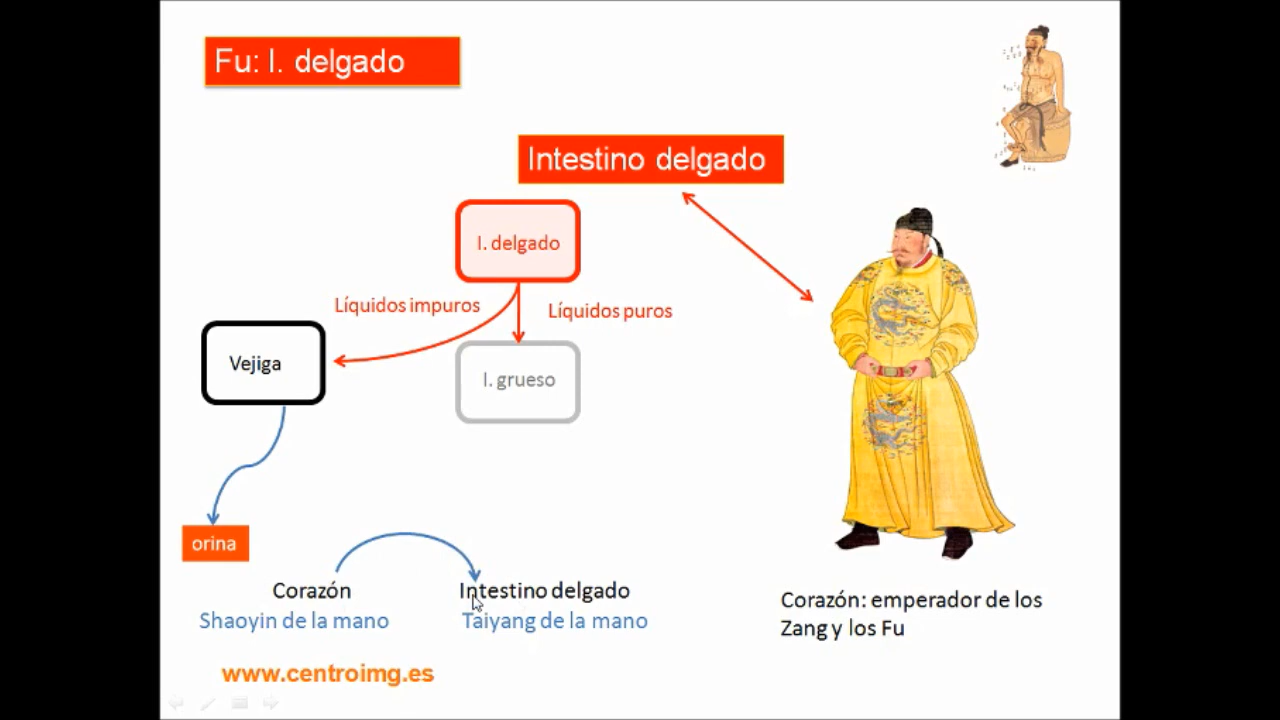 Fu: I. delgado
Intestino delgado
I. delgado
Líquidos impuros
Líquidos puros
Vejiga
I. grueso
orina
Corazón
Intestino delgado
Shaoyin de la mano
Taiyang de la mano
Corazón: emperador de los
Zang y los Fu
www.centroimg.es